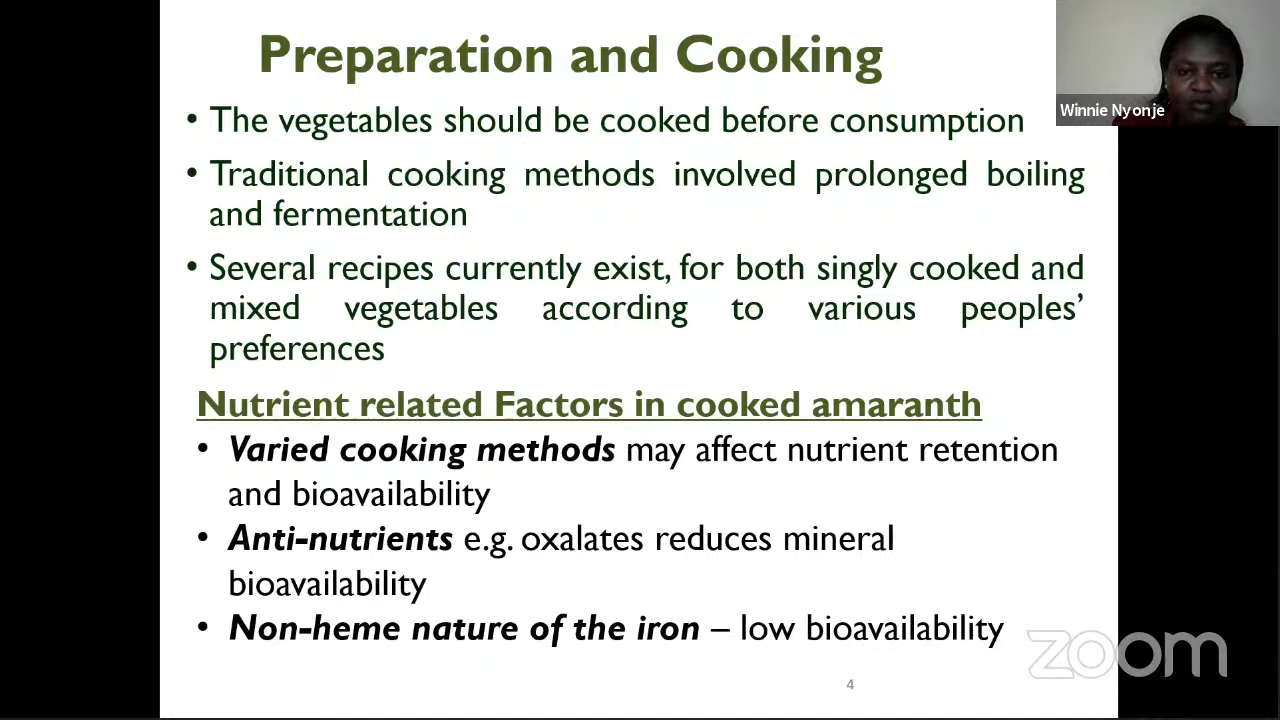 Preparation and Cooking
Winnie Nyonje
• The vegetables should be cooked before consumption
• Traditional cooking methods involved prolonged boiling
and fermentation
• Several recipes currently exist, for both singly cooked and
mixed vegetables according to various peoples’
preferences
Nutrient related Factors in cooked amaranth
• Varied cooking methods may affect nutrient retention
and bioavailability
• Anti-nutrients e.g. oxalates reduces mineral
bioavailability
• Non-heme nature of the iron – low bioavailability
zoom
4